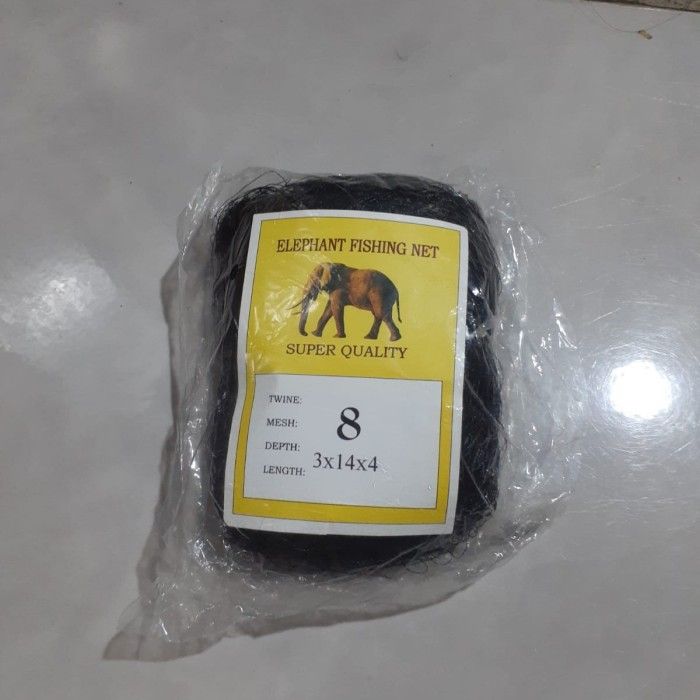 ELEPHANT FISHING NET
SUPER QUALITY
TWINE:
MESH: 8
DEPTH:
LENGTH: 3x14x4